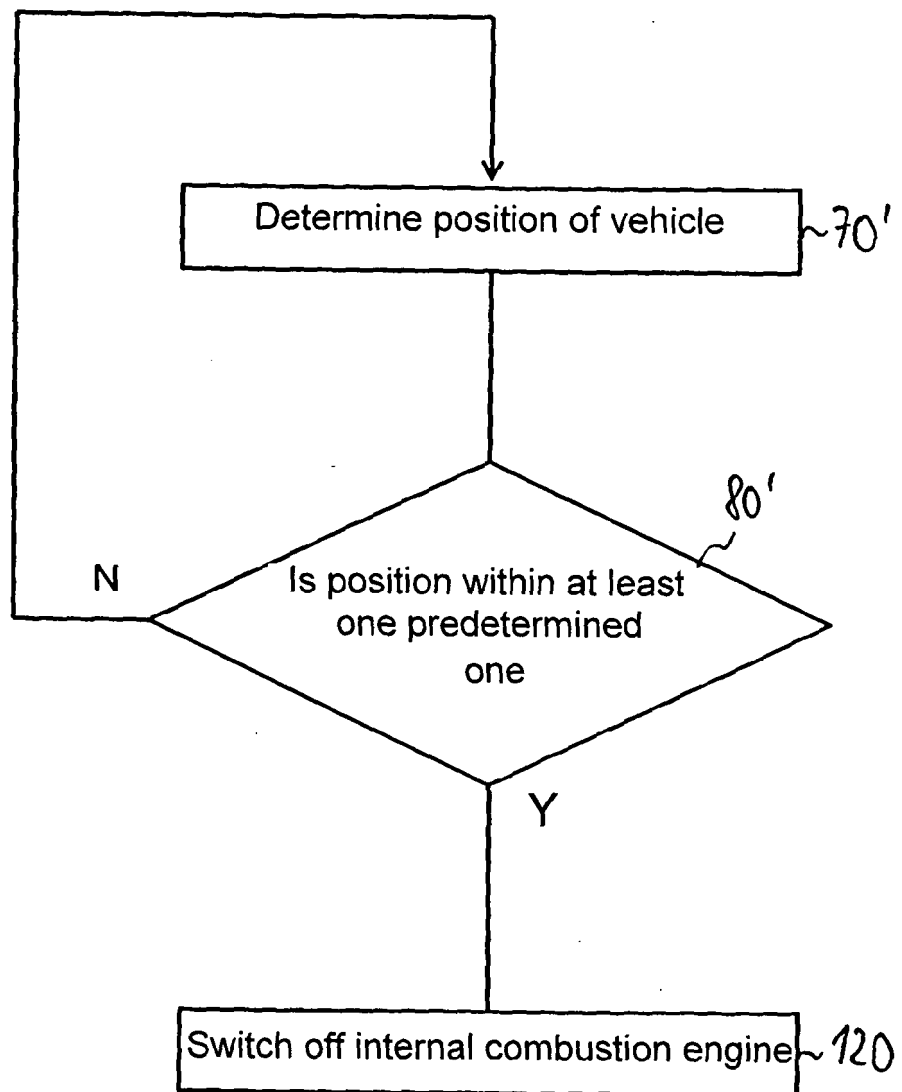 Determine position of vehicle
70'
80'
N
Is position within at least
one predetermined
one
Y
Switch off internal combustion engine
120